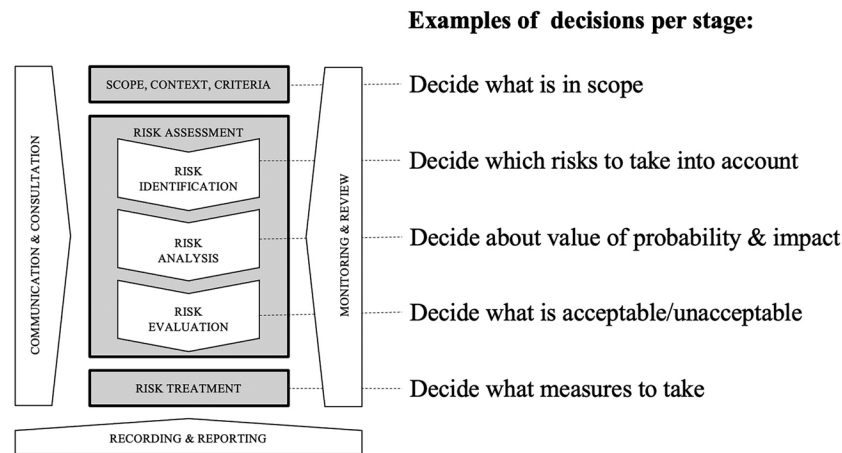 Examples of decisions per stage:
SCOPE, CONTEXT, CRITERIA
Decide what is in scope
COMMUNICATION & CONSULTATION
RISK ASSESSMENT
RISK
IDENTIFICATION
Decide which risks to take into account
RISK
ANALYSIS
Decide about value of probability & impact
RISK
EVALUATION
Decide what is acceptable/unacceptable
MONITORING & REVIEW
RISK TREATMENT
Decide what measures to take
RECORDING & REPORTING